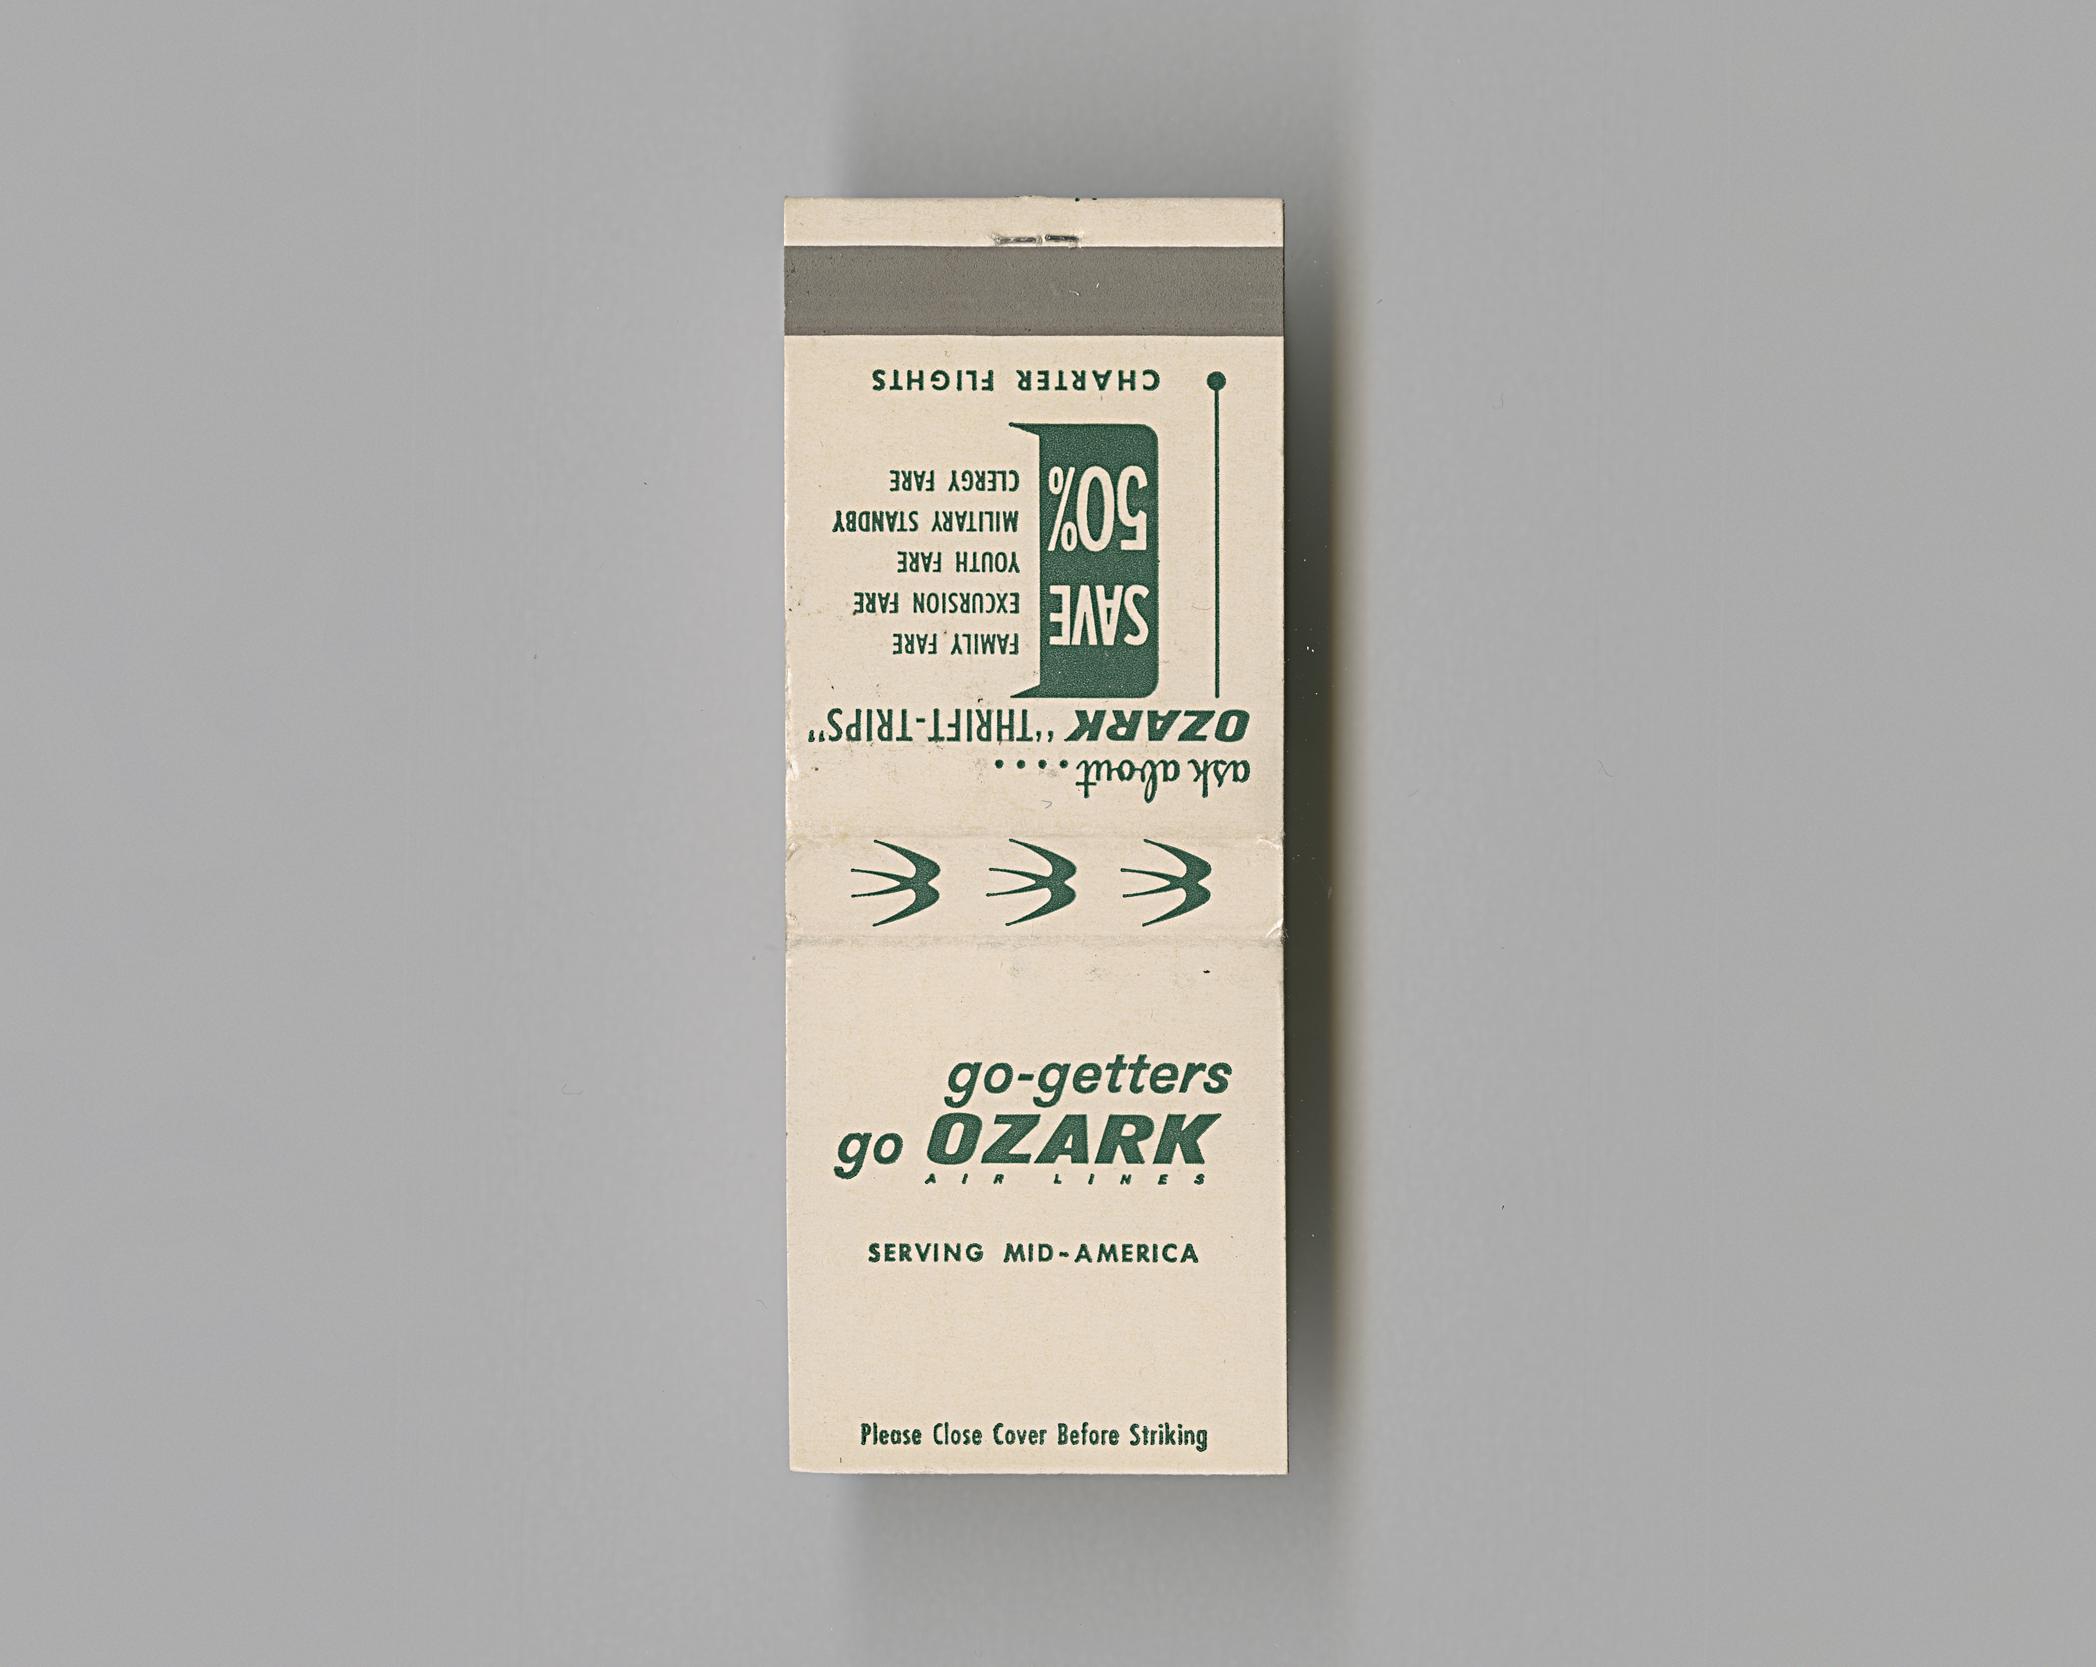 ask about....
OZARK "THRIFT-TRIPS"
SAVE 50%
FAMILY FARE
EXCURSION FARE
YOUTH FARE
MILITARY STANDBY
CLERGY FARE
CHARTER FLIGHTS
go-getters
go OZARK
AIR LINES
SERVING MID-AMERICA
Please Close Cover Before Striking